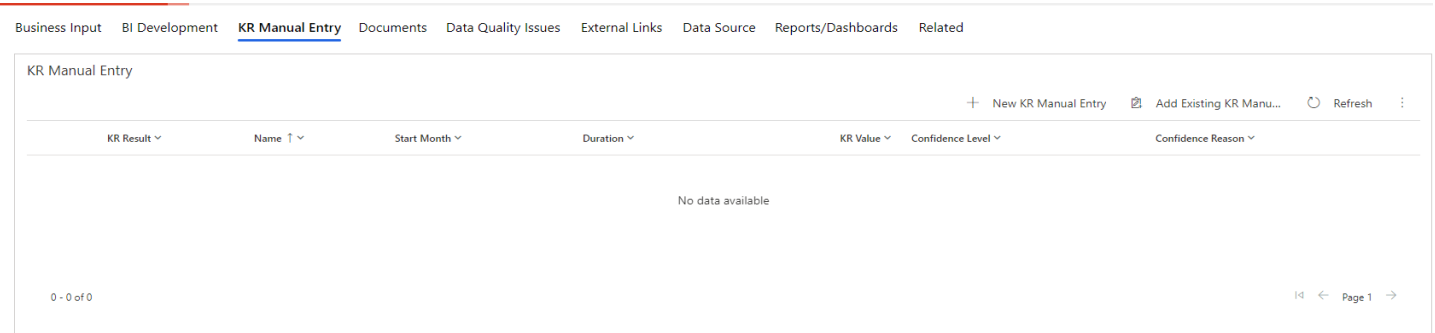 Business Input BI Development KR Manual Entry Documents Data Quality Issues External Links Data Source Reports/Dashboards Related
KR Manual Entry
New KR Manual Entry Add Existing KR Manu... Refresh
KR Result Name ↑ Start Month Duration KR Value Confidence Level Confidence Reason
No data available
0 - 0 of 0 Page 1